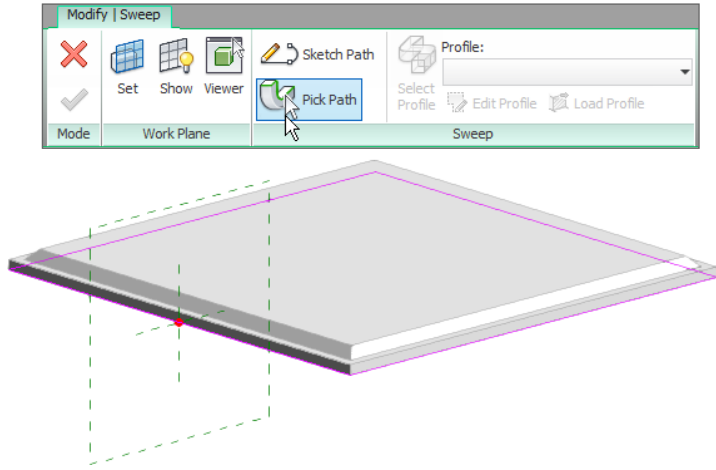 Modify | Sweep
Set
Show
Viewer
Sketch Path
Pick Path
Select
Profile
Profile:
Edit Profile
Load Profile
Mode
Work Plane
Sweep